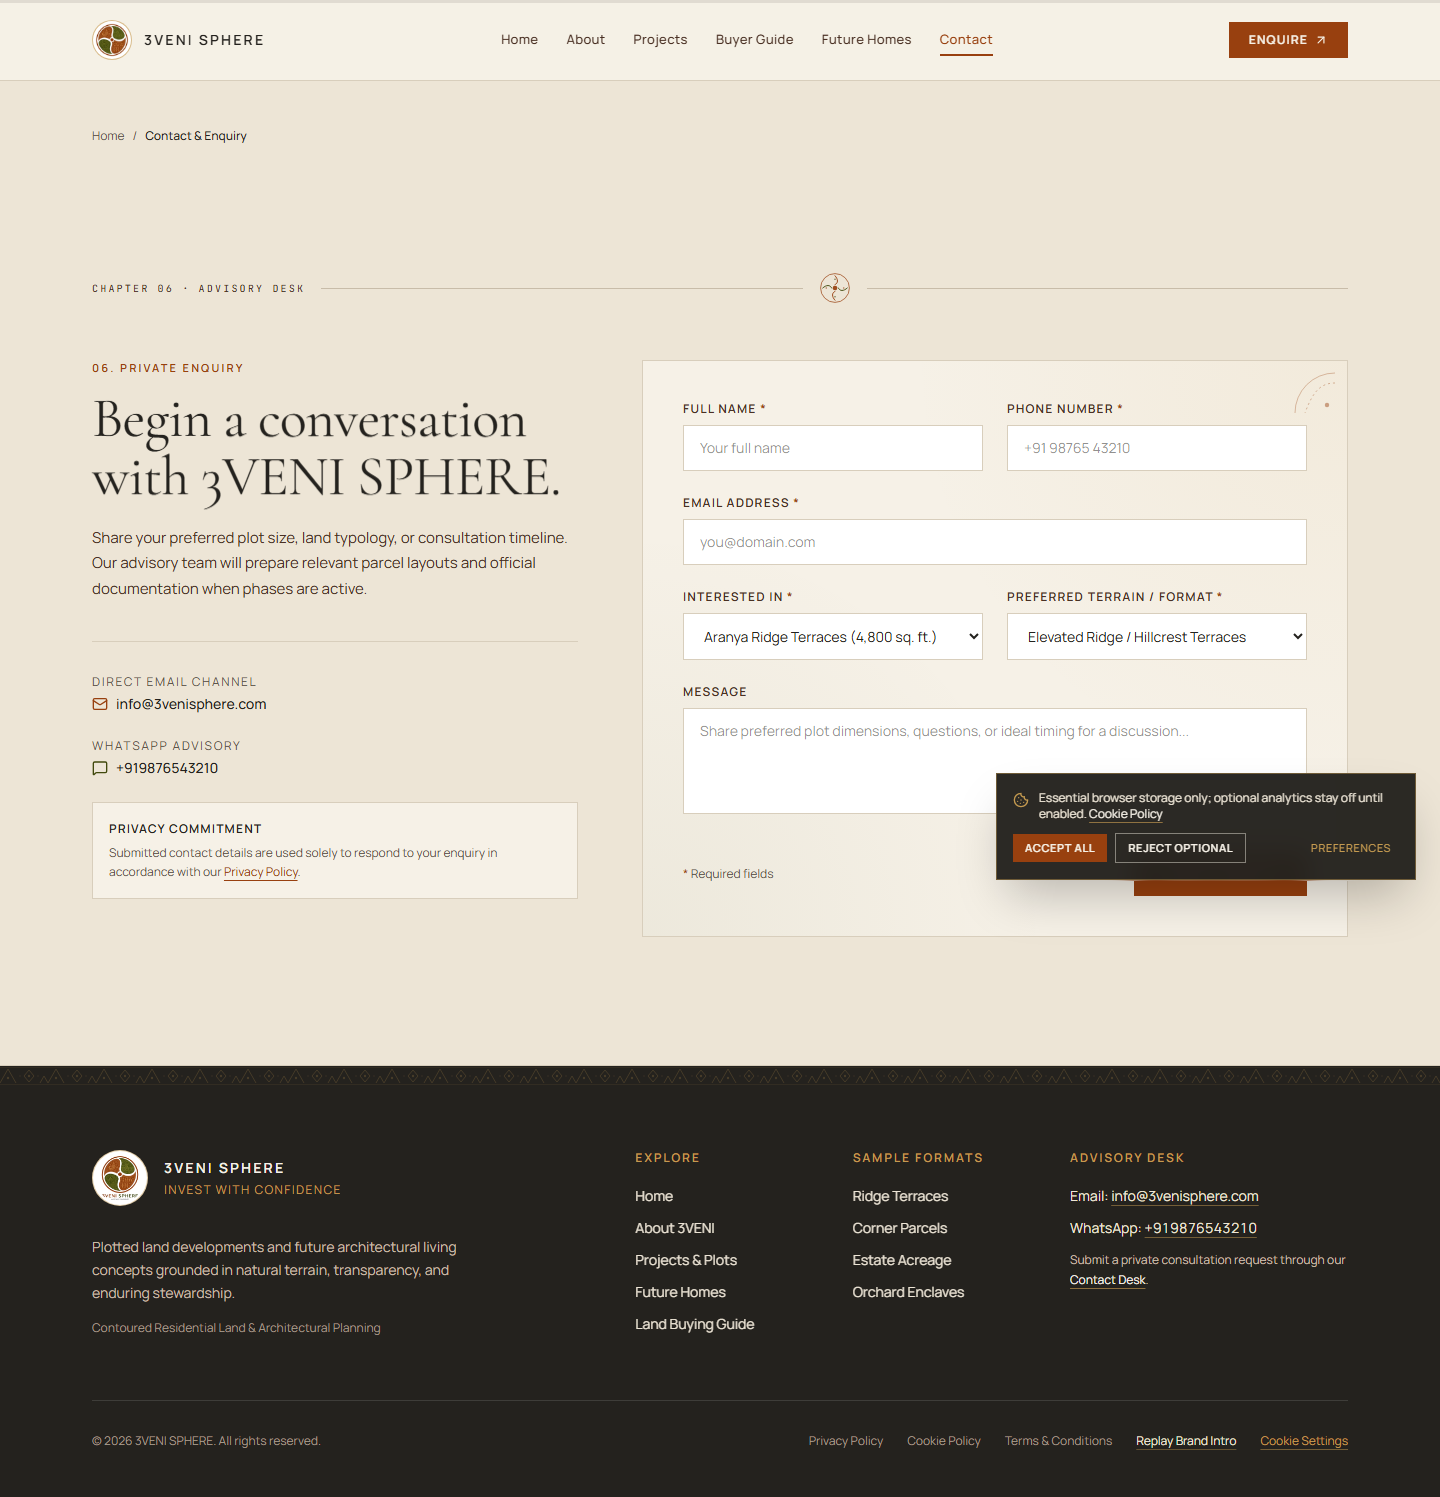 3VENI SPHERE
Home
About
Projects
Buyer Guide
Future Homes
Contact
ENQUIRE
Home / Contact & Enquiry
CHAPTER 06 · ADVISORY DESK
06. PRIVATE ENQUIRY
Begin a conversation
with 3VENI SPHERE.
Share your preferred plot size, land typology, or consultation timeline.
Our advisory team will prepare relevant parcel layouts and official
documentation when phases are active.
DIRECT EMAIL CHANNEL
info@3venisphere.com
WHATSAPP ADVISORY
+919876543210
PRIVACY COMMITMENT
Submitted contact details are used solely to respond to your enquiry in
accordance with our Privacy Policy.
FULL NAME *
Your full name
PHONE NUMBER *
+91 98765 43210
EMAIL ADDRESS *
you@domain.com
INTERESTED IN *
Aranya Ridge Terraces (4,800 sq. ft.)
PREFERRED TERRAIN / FORMAT *
Elevated Ridge / Hillcrest Terraces
MESSAGE
Share preferred plot dimensions, questions, or ideal timing for a discussion...
* Required fields
Essential browser storage only; optional analytics stay off until
enabled. Cookie Policy
ACCEPT ALL
REJECT OPTIONAL
PREFERENCES
3VENI SPHERE
3VENI SPHERE
INVEST WITH CONFIDENCE
Plotted land developments and future architectural living
concepts grounded in natural terrain, transparency, and
enduring stewardship.
Contoured Residential Land & Architectural Planning
EXPLORE
Home
About 3VENI
Projects & Plots
Future Homes
Land Buying Guide
SAMPLE FORMATS
Ridge Terraces
Corner Parcels
Estate Acreage
Orchard Enclaves
ADVISORY DESK
Email: info@3venisphere.com
WhatsApp: +919876543210
Submit a private consultation request through our
Contact Desk.
© 2026 3VENI SPHERE. All rights reserved.
Privacy Policy
Cookie Policy
Terms & Conditions
Replay Brand Intro
Cookie Settings